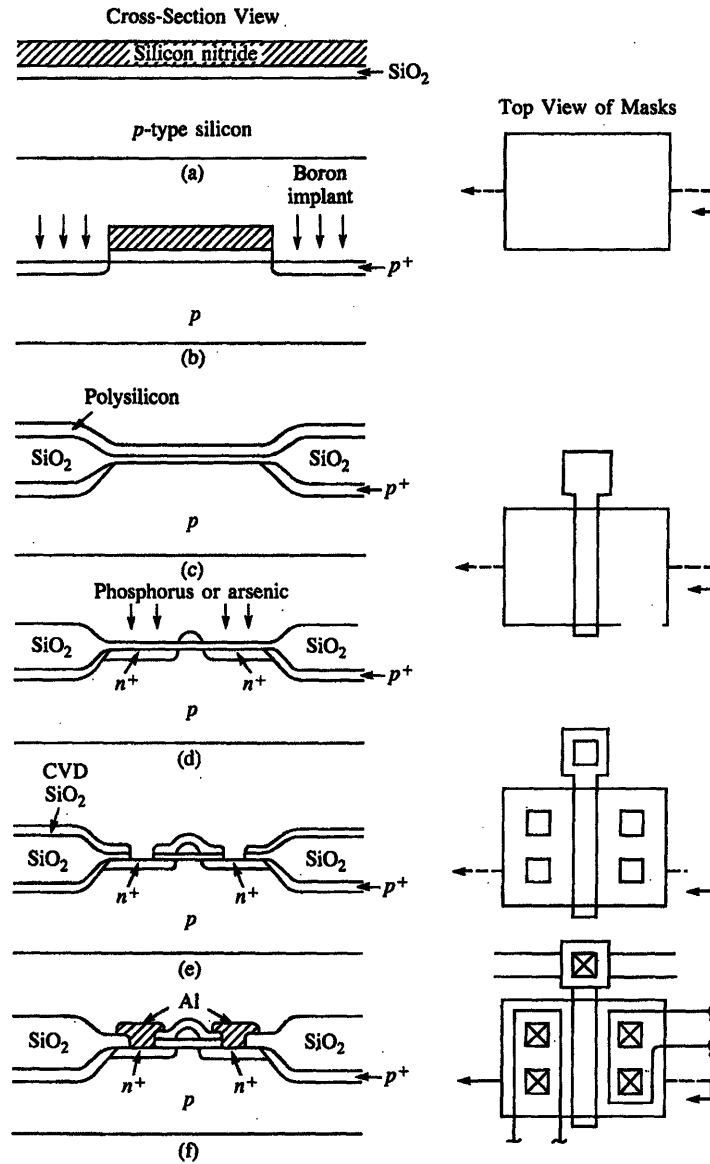 Cross-Section View
Silicon nitride
SiO2
p-type silicon
(a)
Top View of Masks
Boron
implant
p+
p
(b)
Polysilicon
SiO2
SiO2
p+
p
(c)
Phosphorus or arsenic
SiO2
SiO2
n+
n+
p+
p
(d)
CVD
SiO2
SiO2
SiO2
n+
n+
p+
p
(e)
Al
SiO2
SiO2
n+
n+
p+
p
(f)